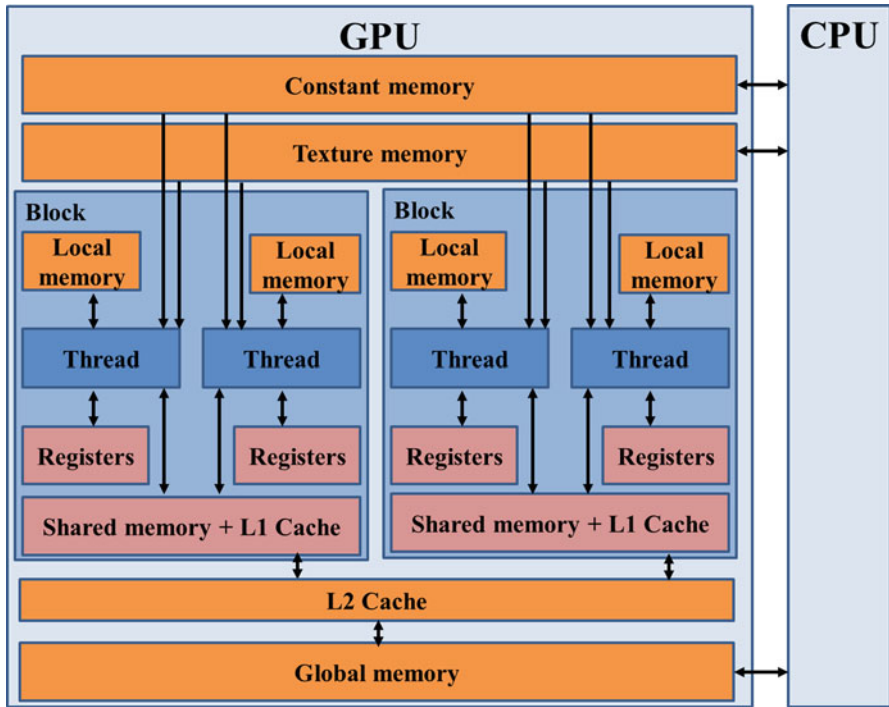 GPU
CPU
Constant memory
Texture memory
Block
Block
Local
memory
Local
memory
Local
memory
Local
memory
Thread
Thread
Thread
Thread
Registers
Registers
Registers
Registers
Shared memory + L1 Cache
Shared memory + L1 Cache
L2 Cache
Global memory